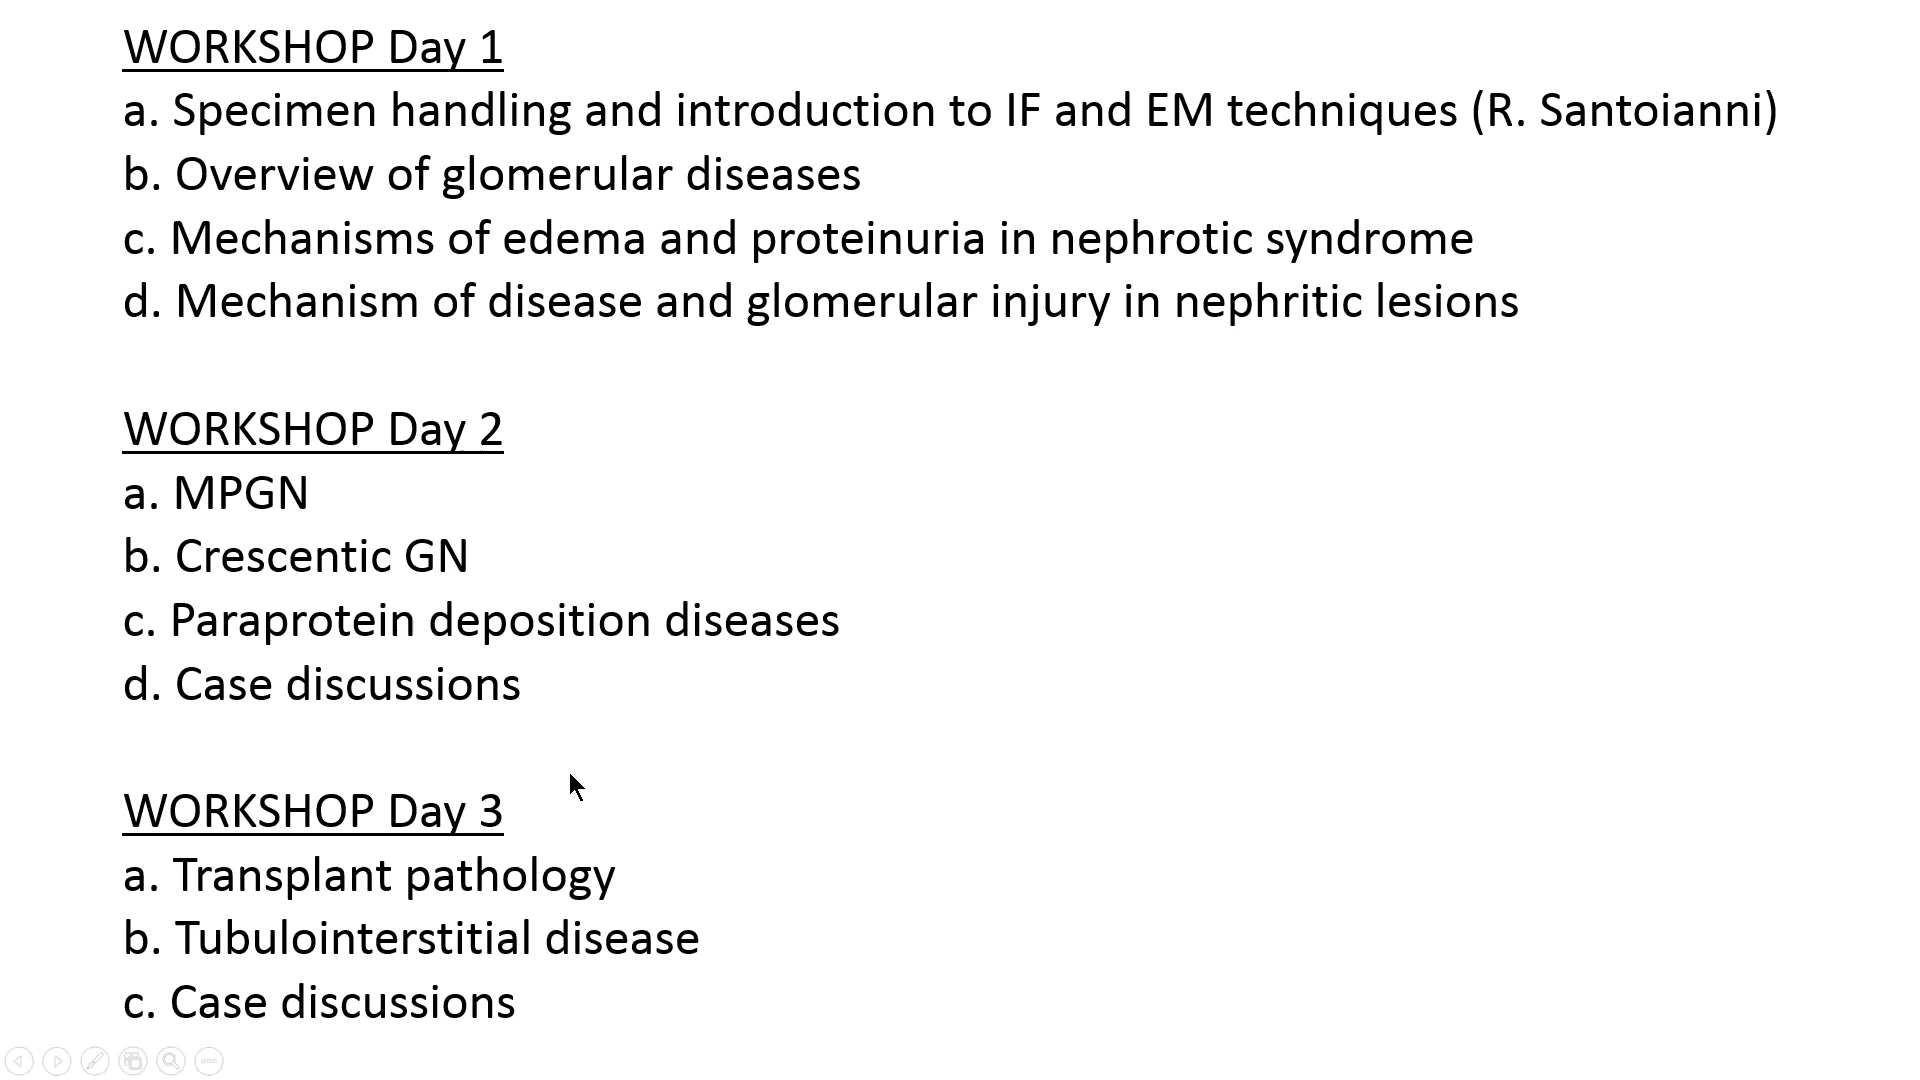 WORKSHOP Day 1
a. Specimen handling and introduction to IF and EM techniques (R. Santoianni)
b. Overview of glomerular diseases
c. Mechanisms of edema and proteinuria in nephrotic syndrome
d. Mechanism of disease and glomerular injury in nephritic lesions
WORKSHOP Day 2
a. MPGN
b. Crescentic GN
c. Paraprotein deposition diseases
d. Case discussions
WORKSHOP Day 3
a. Transplant pathology
b. Tubulointerstitial disease
c. Case discussions